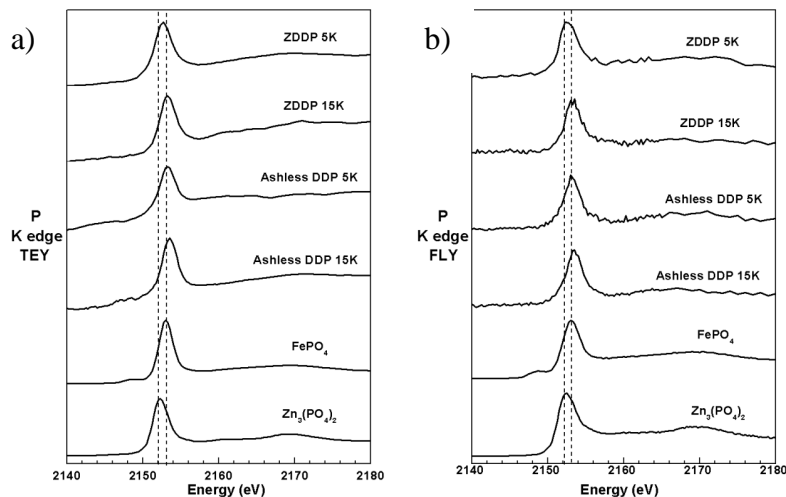 a)
ZDDP 5K
ZDDP 15K
Ashless DDP 5K
P
K edge
TEY
Ashless DDP 15K
FePO₄
Zn₃(PO₄)₂
2140 2150 2160 2170 2180
Energy (eV)
b)
ZDDP 5K
ZDDP 15K
Ashless DDP 5K
P
K edge
FLY
Ashless DDP 15K
FePO₄
Zn₃(PO₄)₂
2140 2150 2160 2170 2180
Energy (eV)